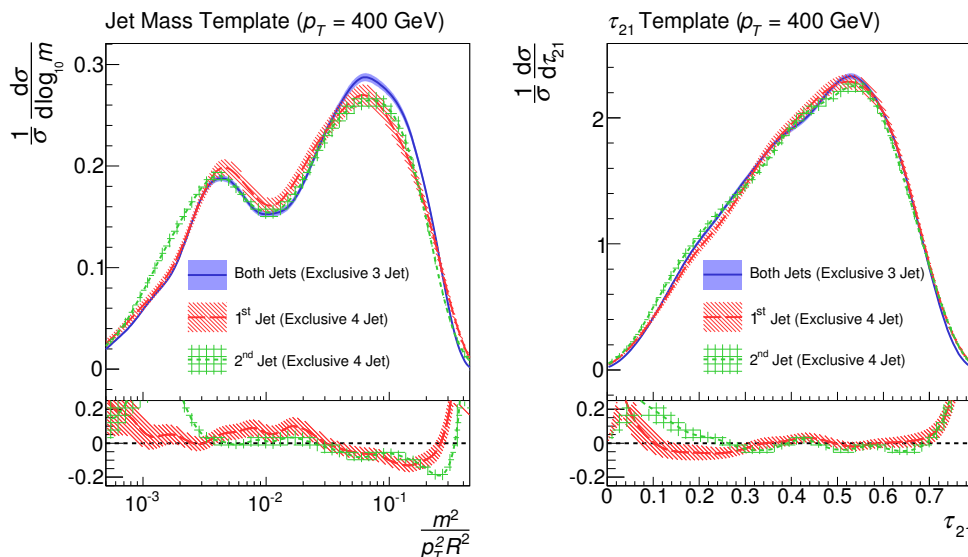 Jet Mass Template (p_T = 400 GeV)
1/σ dσ/dlog₁₀m
0.3
0.2
0.1
0
Both Jets (Exclusive 3 Jet)
1ˢᵗ Jet (Exclusive 4 Jet)
2ⁿᵈ Jet (Exclusive 4 Jet)
0.2
0
-0.2
10⁻³ 10⁻² 10⁻¹
m²/p_T²R²
τ₂₁ Template (p_T = 400 GeV)
1/σ dσ/dτ₂₁
2
1
0
Both Jets (Exclusive 3 Jet)
1ˢᵗ Jet (Exclusive 4 Jet)
2ⁿᵈ Jet (Exclusive 4 Jet)
0.2
0
-0.2
0 0.1 0.2 0.3 0.4 0.5 0.6 0.7
τ₂₁